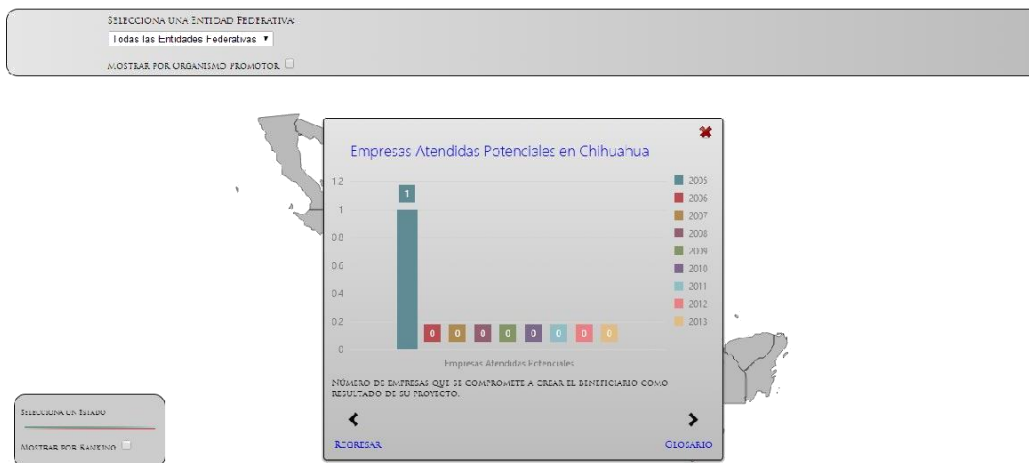 SELECCIONA UNA ENTIDAD FEDERATIVA:
Todas las Entidades Federativas
MOSTRAR POR ORGANISMO PROMOTOR
Empresas Atendidas Potenciales en Chihuahua
1.2
1
0.8
0.6
0.4
0.2
0
1
0 0 0 0 0 0 0 0
Empresas Atendidas Potenciales
2005
2006
2007
2008
2009
2010
2011
2012
2013
NÚMERO DE EMPRESAS QUE SE COMPROMETE A CREAR EL BENEFICIARIO COMO
RESULTADO DE SU PROYECTO.
REGRESAR
GLOSARIO
SELECCIONA UN ESTADO
MOSTRAR POR RANKING